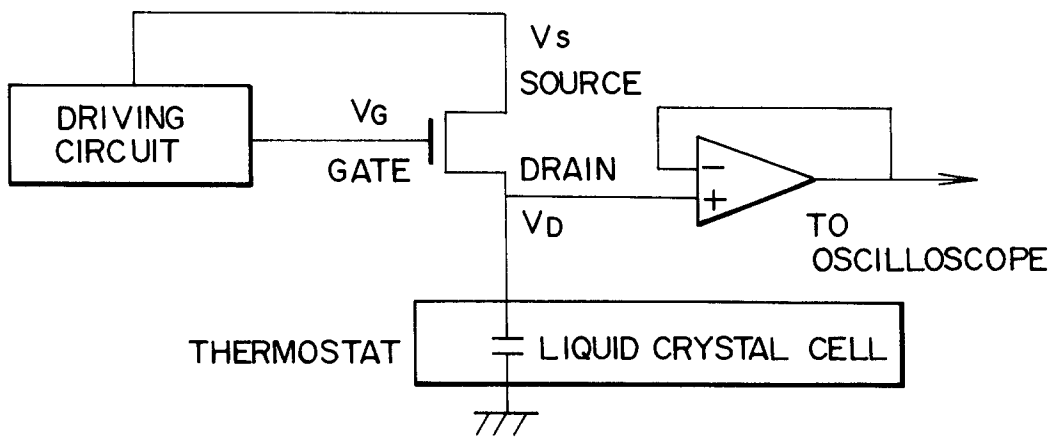 Vs
SOURCE
DRIVING
CIRCUIT
VG
GATE
DRAIN
−
+
VD
TO
OSCILLOSCOPE
THERMOSTAT
LIQUID CRYSTAL CELL